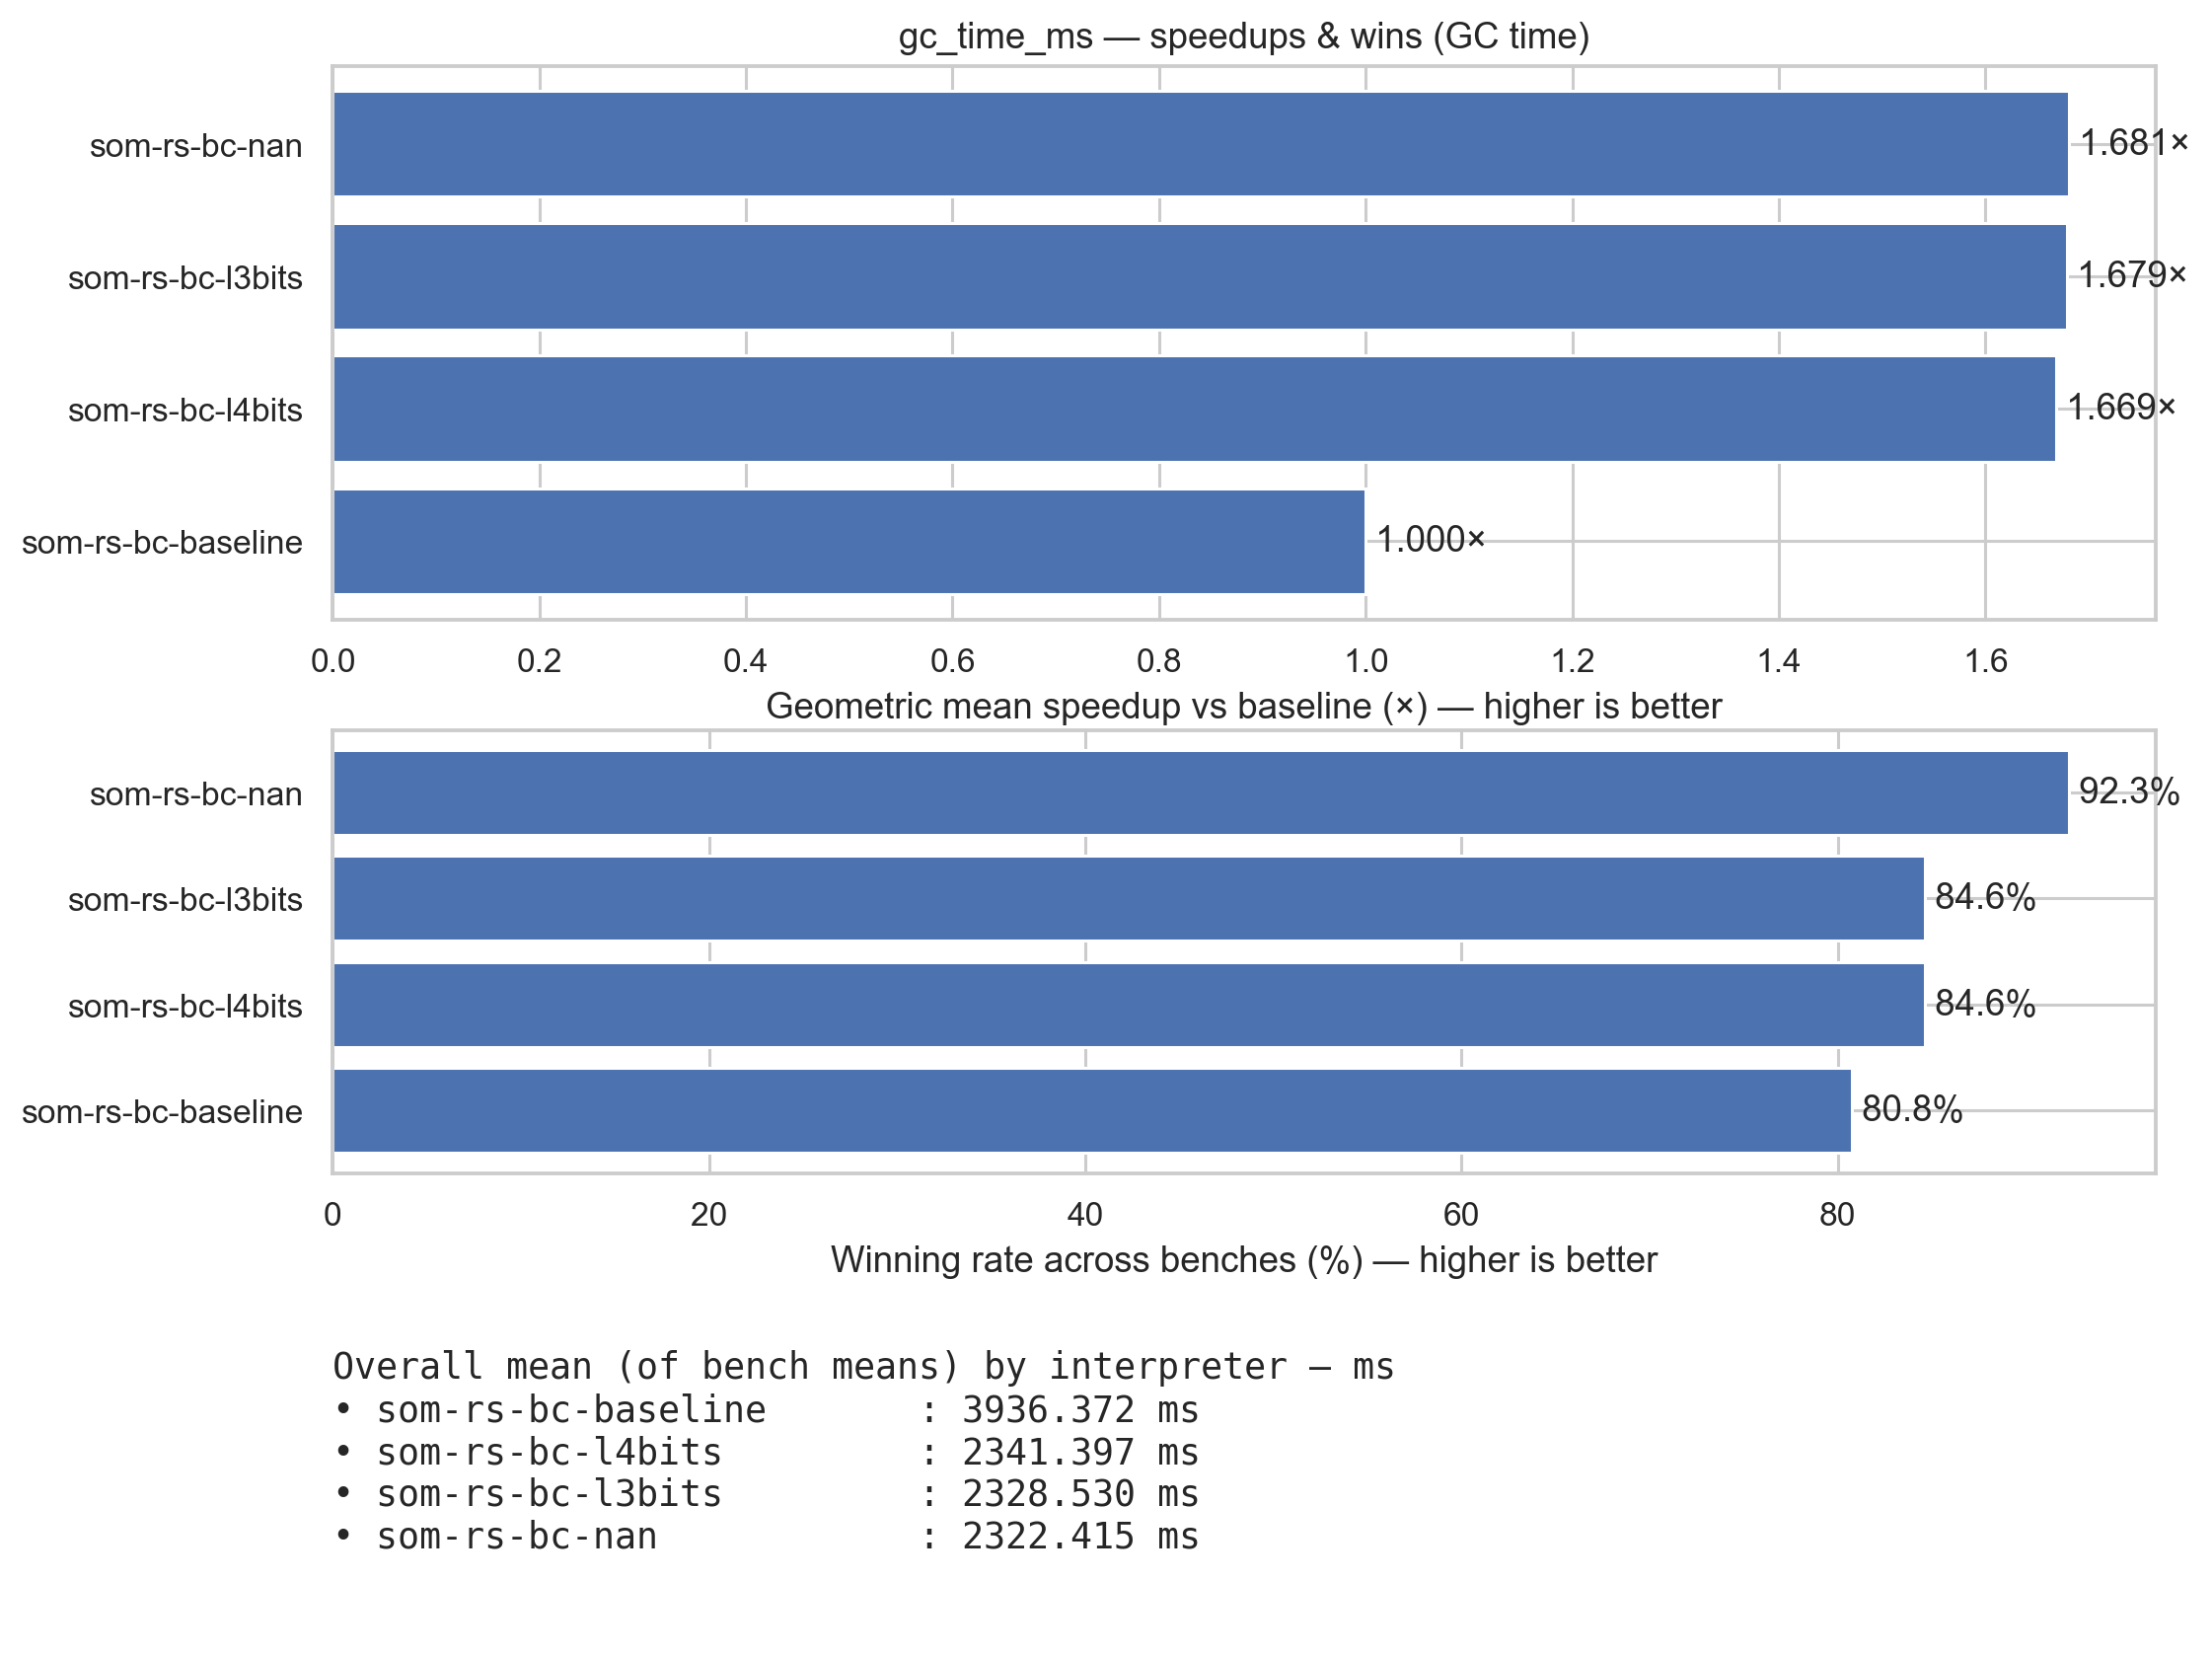 gc_time_ms — speedups & wins (GC time)
som-rs-bc-nan
1.681×
som-rs-bc-l3bits
1.679×
som-rs-bc-l4bits
1.669×
som-rs-bc-baseline
1.000×
0.0 0.2 0.4 0.6 0.8 1.0 1.2 1.4 1.6
Geometric mean speedup vs baseline (×) — higher is better
som-rs-bc-nan
92.3%
som-rs-bc-l3bits
84.6%
som-rs-bc-l4bits
84.6%
som-rs-bc-baseline
80.8%
0 20 40 60 80
Winning rate across benches (%) — higher is better
Overall mean (of bench means) by interpreter — ms
• som-rs-bc-baseline : 3936.372 ms
• som-rs-bc-l4bits : 2341.397 ms
• som-rs-bc-l3bits : 2328.530 ms
• som-rs-bc-nan : 2322.415 ms